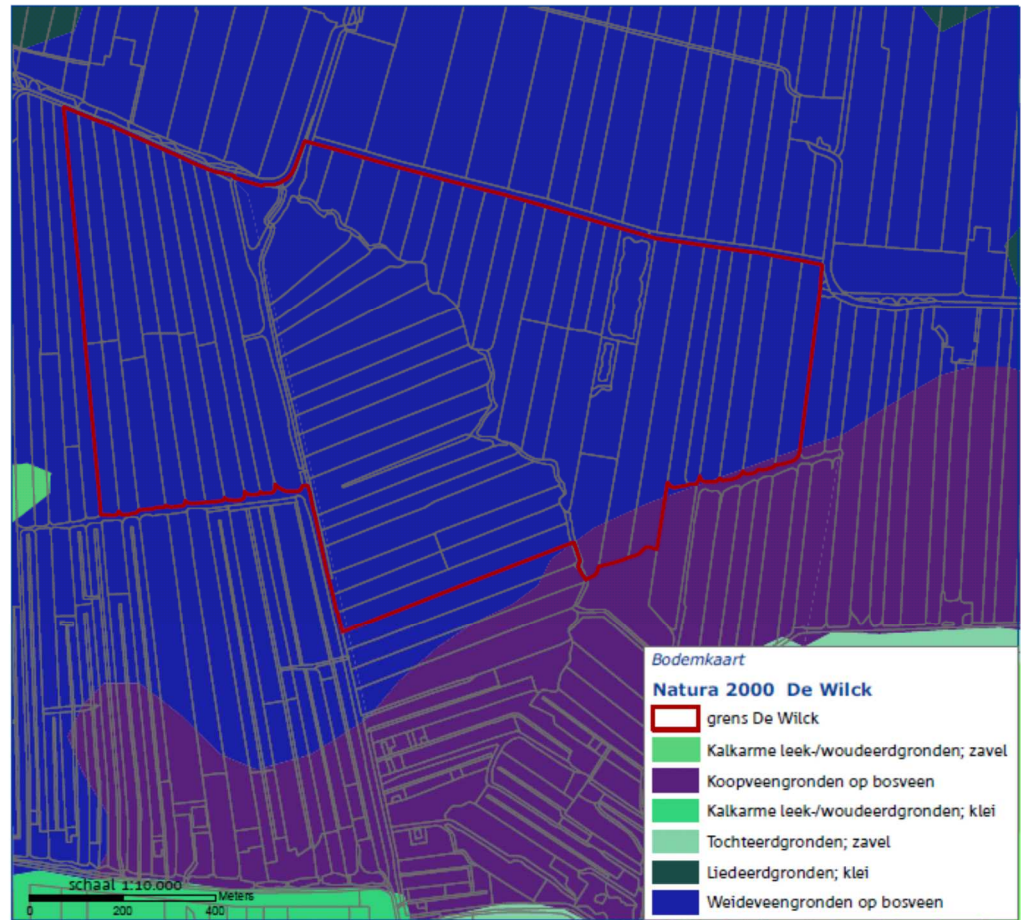 Bodemkaart
Natura 2000 De Wilck
grens De Wilck
Kalkarme leek-/woudeerdgronden; zavel
Koopveengronden op bosveen
Kalkarme leek-/woudeerdgronden; klei
Tochteerdgronden; zavel
Liedeerdgronden; klei
Weideveengronden op bosveen
schaal 1:10.000
Meters
0 200 400